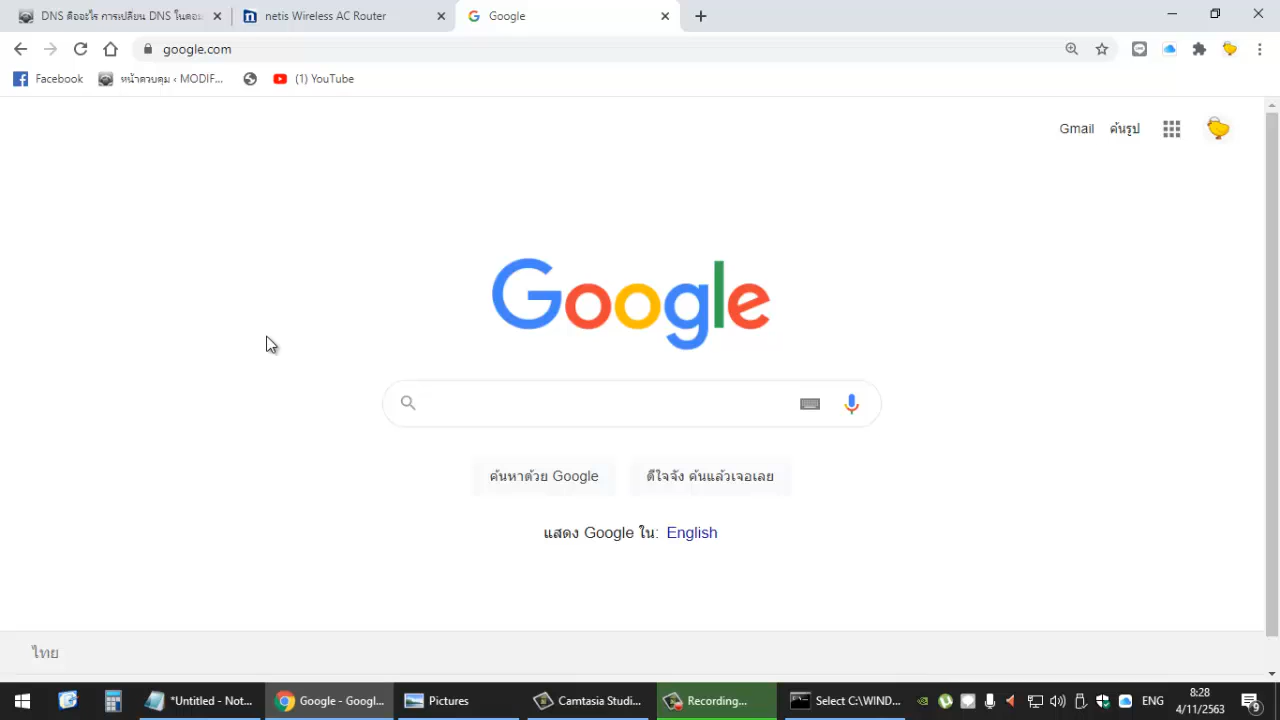 DNS คืออะไร การเปลี่ยน DNS ในคอม
netis Wireless AC Router
Google
google.com
Facebook
หน้าควบคุม ‹ MODIF...
(1) YouTube
Gmail
ค้นรูป
Google
ค้นหาด้วย Google
ดีใจจัง ค้นแล้วเจอเลย
แสดง Google ใน: English
ไทย
*Untitled - Not...
Google - Googl...
Pictures
Camtasia Studi...
Recording...
Select C:\WIND...
ENG
8:28
4/11/2563
9